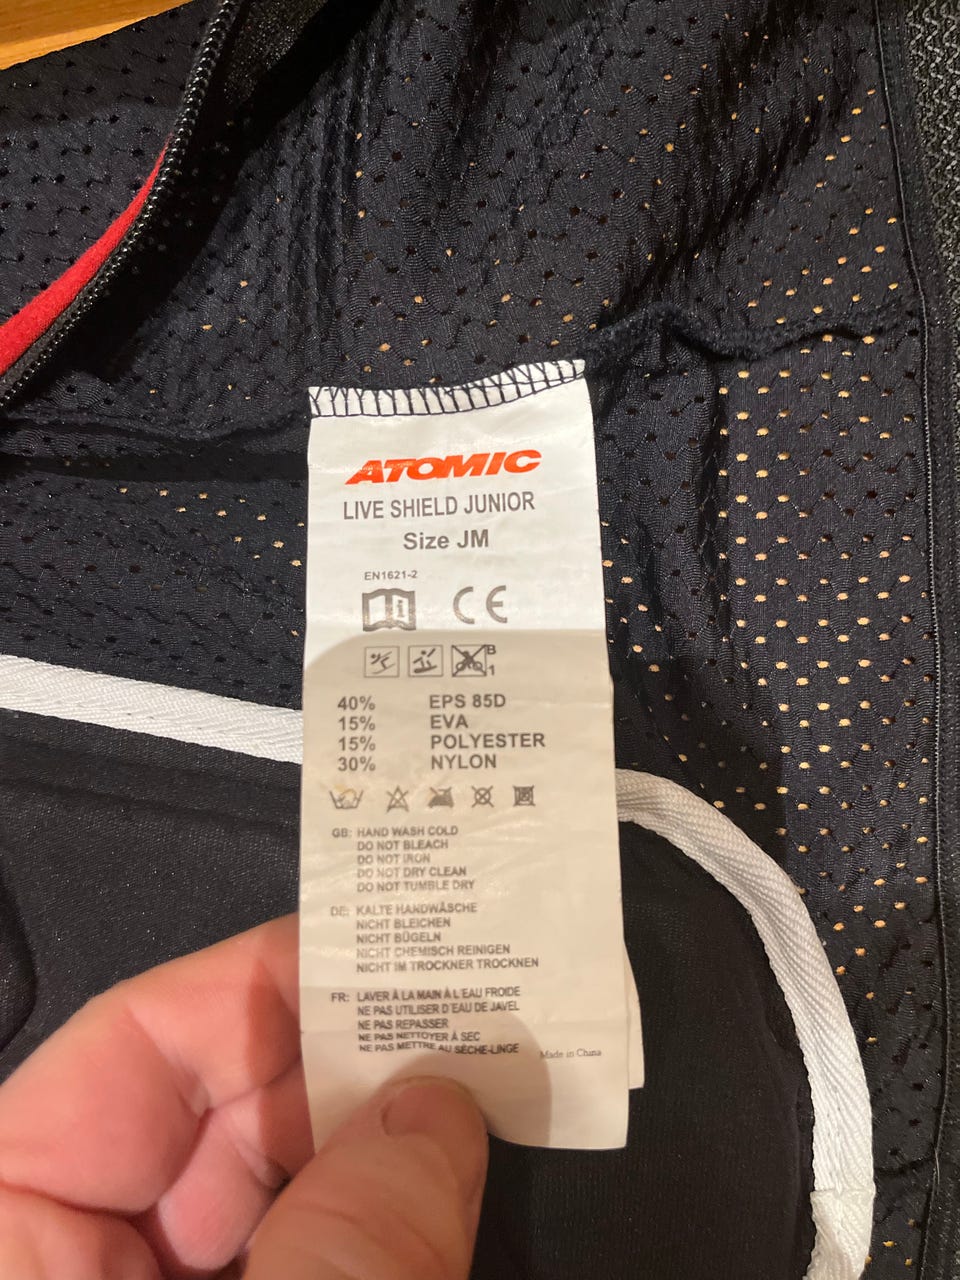 ATOMIC
LIVE SHIELD JUNIOR
Size JM
EN1621-2
i
CE
B
1
40% EPS 85D
15% EVA
15% POLYESTER
30% NYLON
GB: HAND WASH COLD
DO NOT BLEACH
DO NOT IRON
DO NOT DRY CLEAN
DO NOT TUMBLE DRY
DE: KALTE HANDWÄSCHE
NICHT BLEICHEN
NICHT BÜGELN
NICHT CHEMISCH REINIGEN
NICHT IM TROCKNER TROCKNEN
FR: LAVER À LA MAIN À L'EAU FROIDE
NE PAS UTILISER D'EAU DE JAVEL
NE PAS REPASSER
NE PAS NETTOYER À SEC
NE PAS METTRE AU SÈCHE-LINGE
Made in China